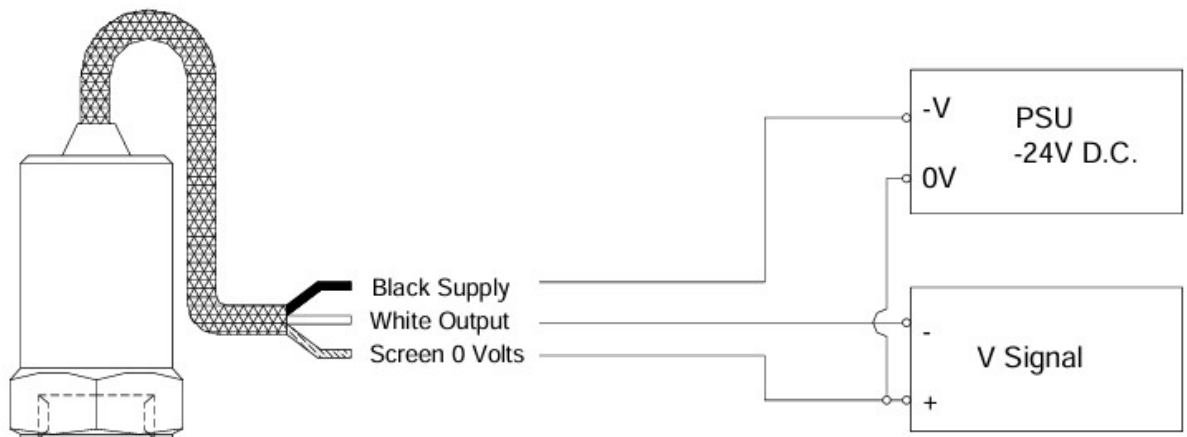 -V
PSU
-24V D.C.
0V
Black Supply
White Output
Screen 0 Volts
-
V Signal
+